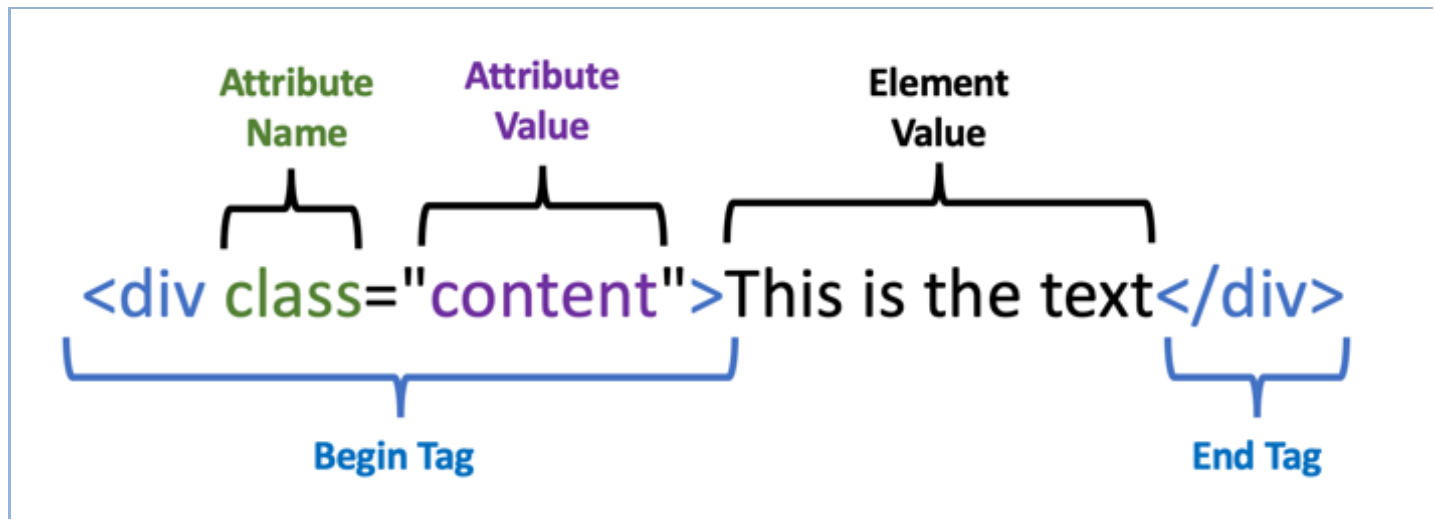 Attribute Attribute Element
Name Value Value
<div class="content">This is the text</div>
Begin Tag End Tag